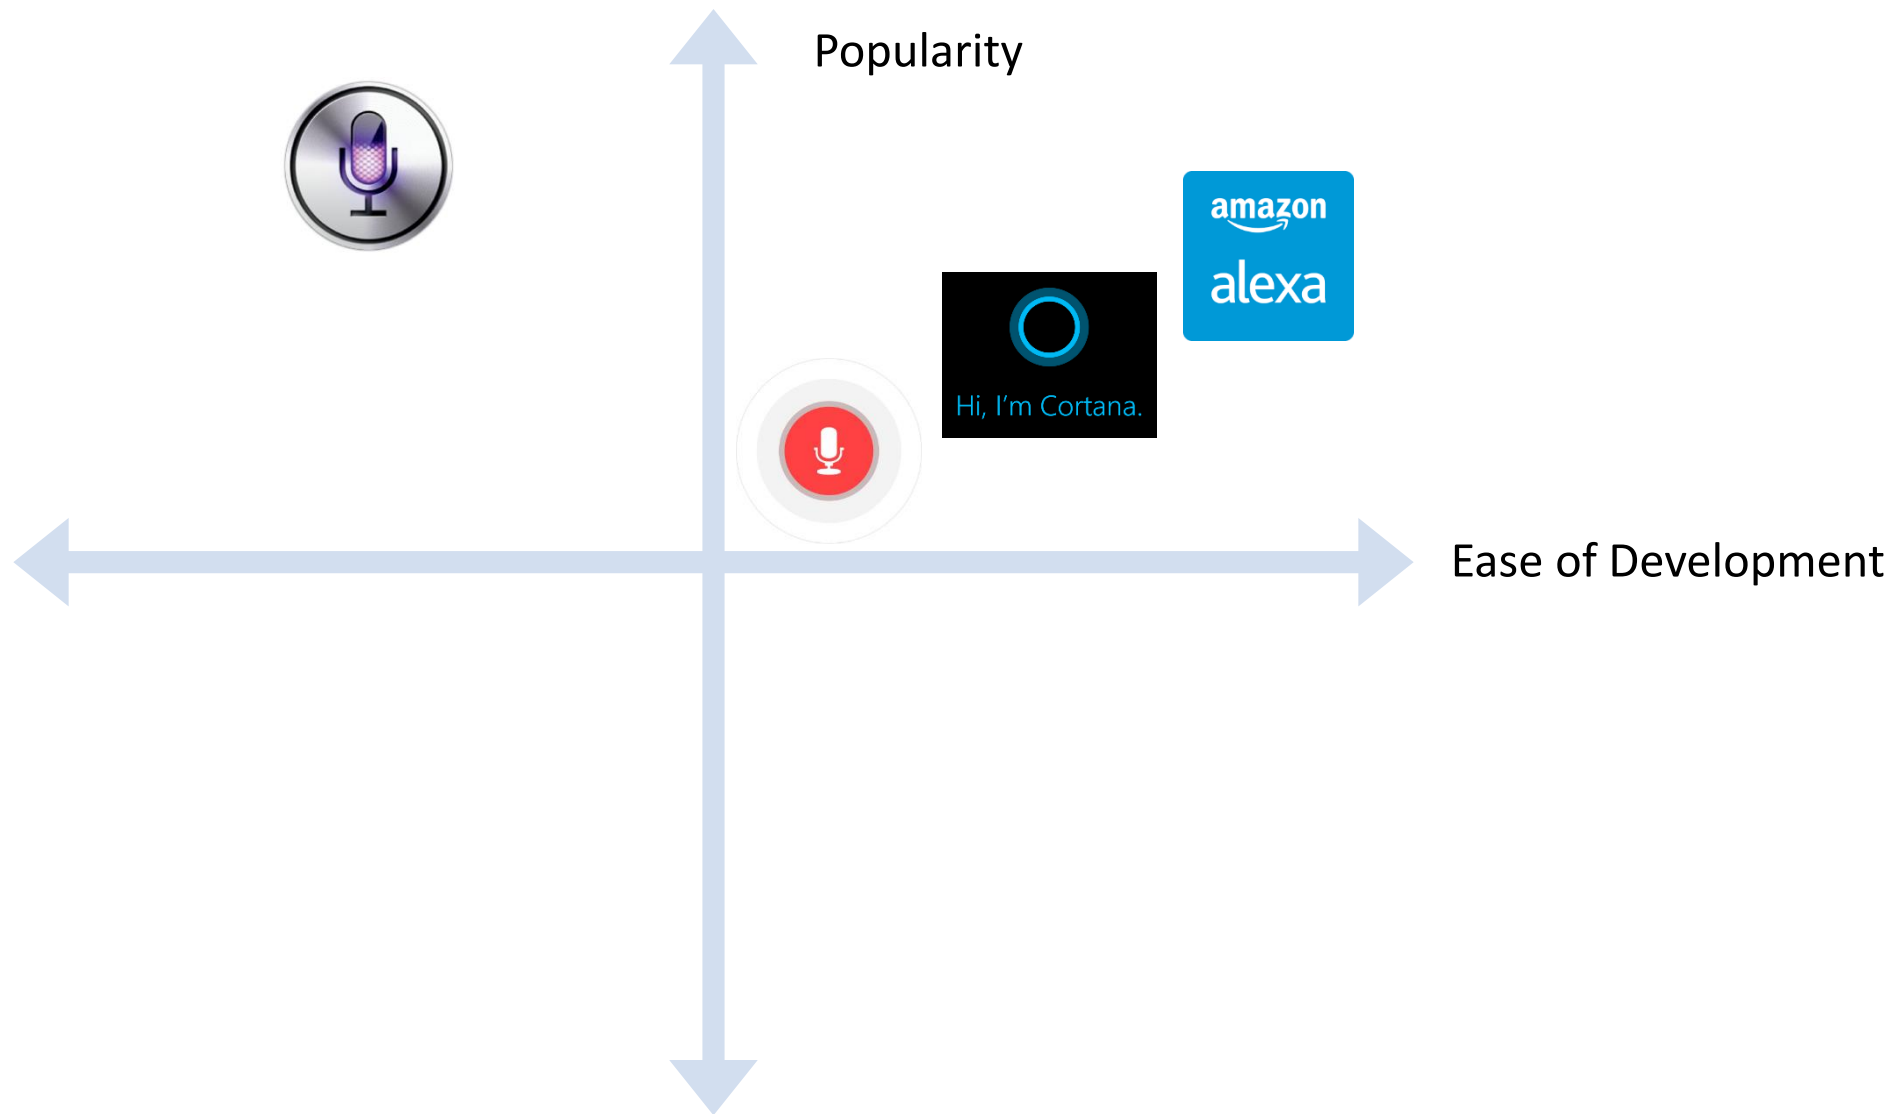 Popularity
amazon
alexa
Hi, I'm Cortana.
Ease of Development